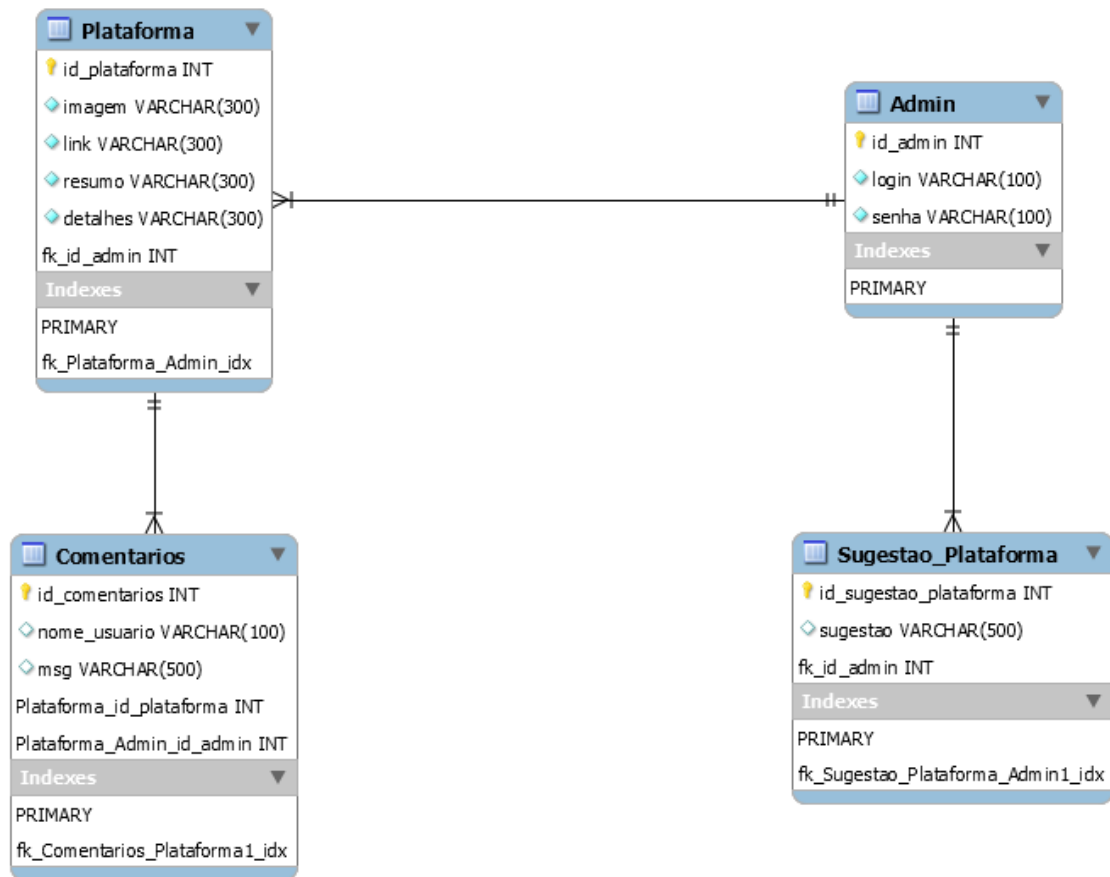 Plataforma
id_plataforma INT
imagem VARCHAR(300)
link VARCHAR(300)
resumo VARCHAR(300)
detalhes VARCHAR(300)
fk_id_admin INT
Indexes
PRIMARY
fk_Plataforma_Admin_idx
Admin
id_admin INT
login VARCHAR(100)
senha VARCHAR(100)
Indexes
PRIMARY
Comentarios
id_comentarios INT
nome_usuario VARCHAR(100)
msg VARCHAR(500)
Plataforma_id_plataforma INT
Plataforma_Admin_id_admin INT
Indexes
PRIMARY
fk_Comentarios_Plataforma1_idx
Sugestao_Plataforma
id_sugestao_plataforma INT
sugestao VARCHAR(500)
fk_id_admin INT
Indexes
PRIMARY
fk_Sugestao_Plataforma_Admin1_idx